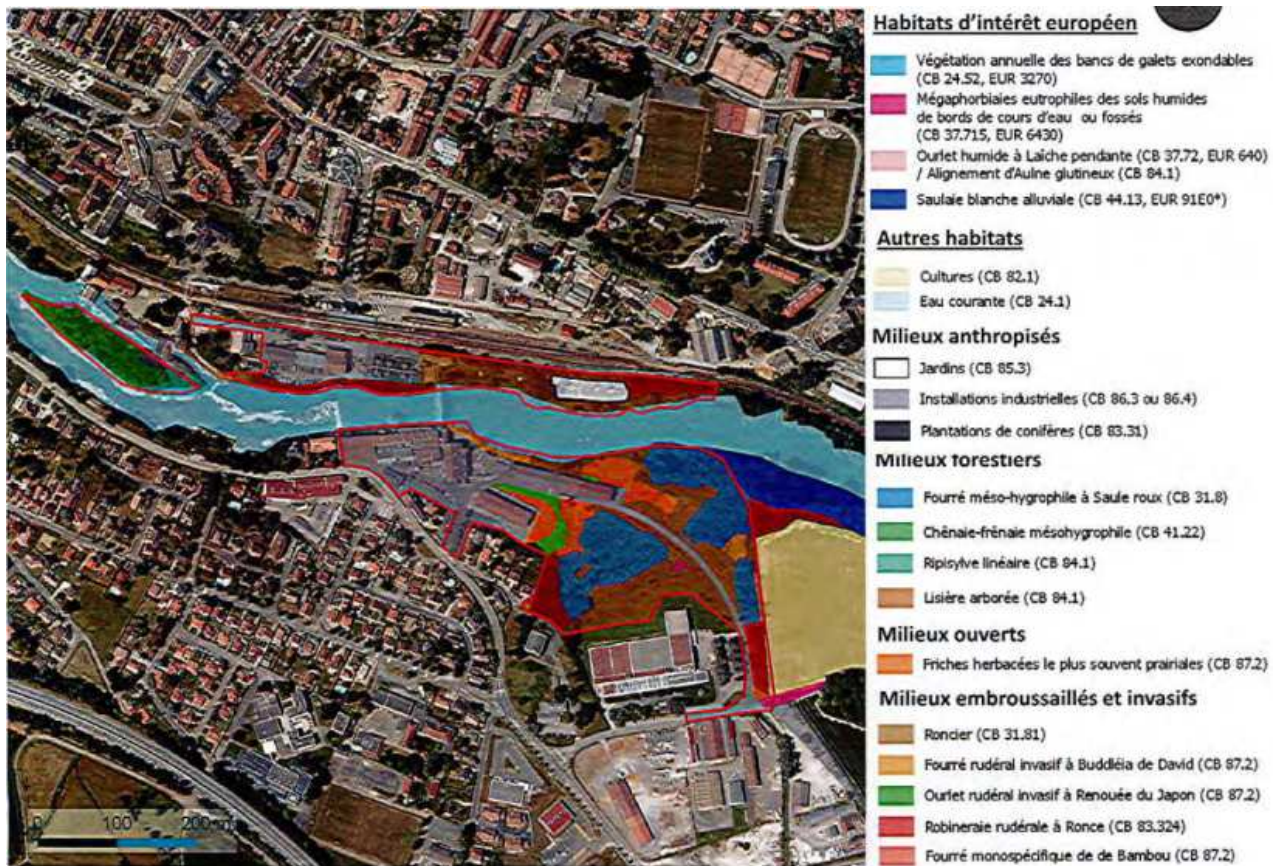 Habitats d'intérêt européen
Végétation annuelle des bancs de galets exondables
(CB 24.52, EUR 3270)
Mégaphorbiaies eutrophiles des sols humides
de bords de cours d'eau ou fossés
(CB 37.715, EUR 6430)
Ourlet humide à Laîche pendante (CB 37.72, EUR 640)
/ Alignement d'Aulne glutineux (CB 84.1)
Saulaie blanche alluviale (CB 44.13, EUR 91E0*)
Autres habitats
Cultures (CB 82.1)
Eau courante (CB 24.1)
Milieux anthropisés
Jardins (CB 85.3)
Installations industrielles (CB 86.3 ou 86.4)
Plantations de conifères (CB 83.31)
Milieux forestiers
Fourré méso-hygrophile à Saule roux (CB 31.8)
Chênaie-frênaie mésohygrophile (CB 41.22)
Ripisylve linéaire (CB 84.1)
Lisière arborée (CB 84.1)
Milieux ouverts
Friches herbacées le plus souvent prairiales (CB 87.2)
Milieux embroussaillés et invasifs
Roncier (CB 31.81)
Fourré rudéral invasif à Buddléia de David (CB 87.2)
Ourlet rudéral invasif à Renouée du Japon (CB 87.2)
Robineraie rudérale à Ronce (CB 83.324)
Fourré monospécifique de de Bambou (CB 87.2)
0 100 200 m